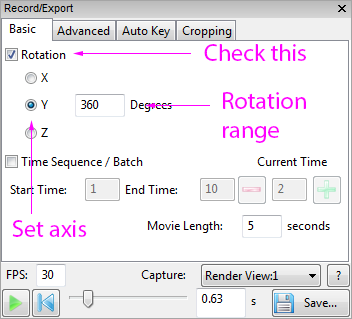 Record/Export
Basic Advanced Auto Key Cropping
Rotation Check this
X
Y 360 Degrees Rotation range
Z
Time Sequence / Batch Current Time
Start Time: 1 End Time: 10 2
Set axis Movie Length: 5 seconds
FPS: 30 Capture: Render View:1 ?
0.63 s Save...